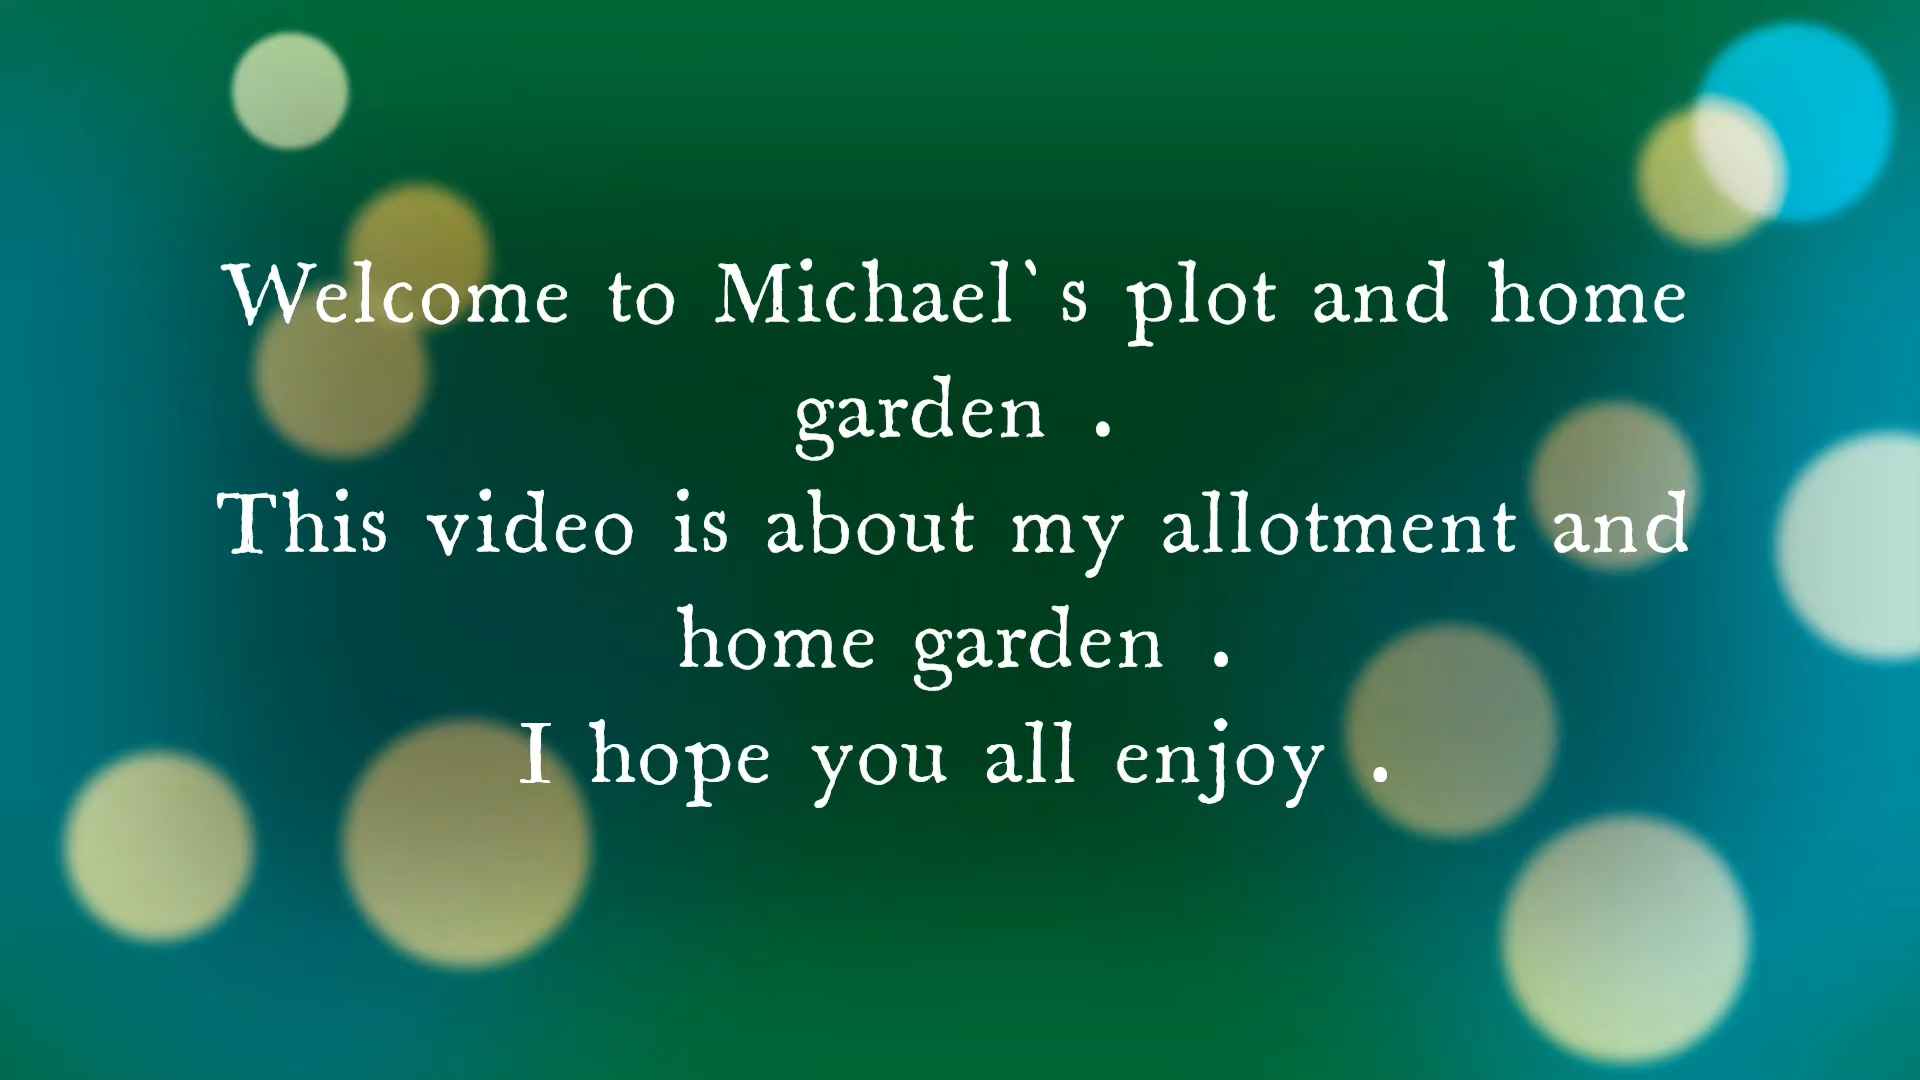 Welcome to Michael`s plot and home
garden .
This video is about my allotment and
home garden .
I hope you all enjoy .